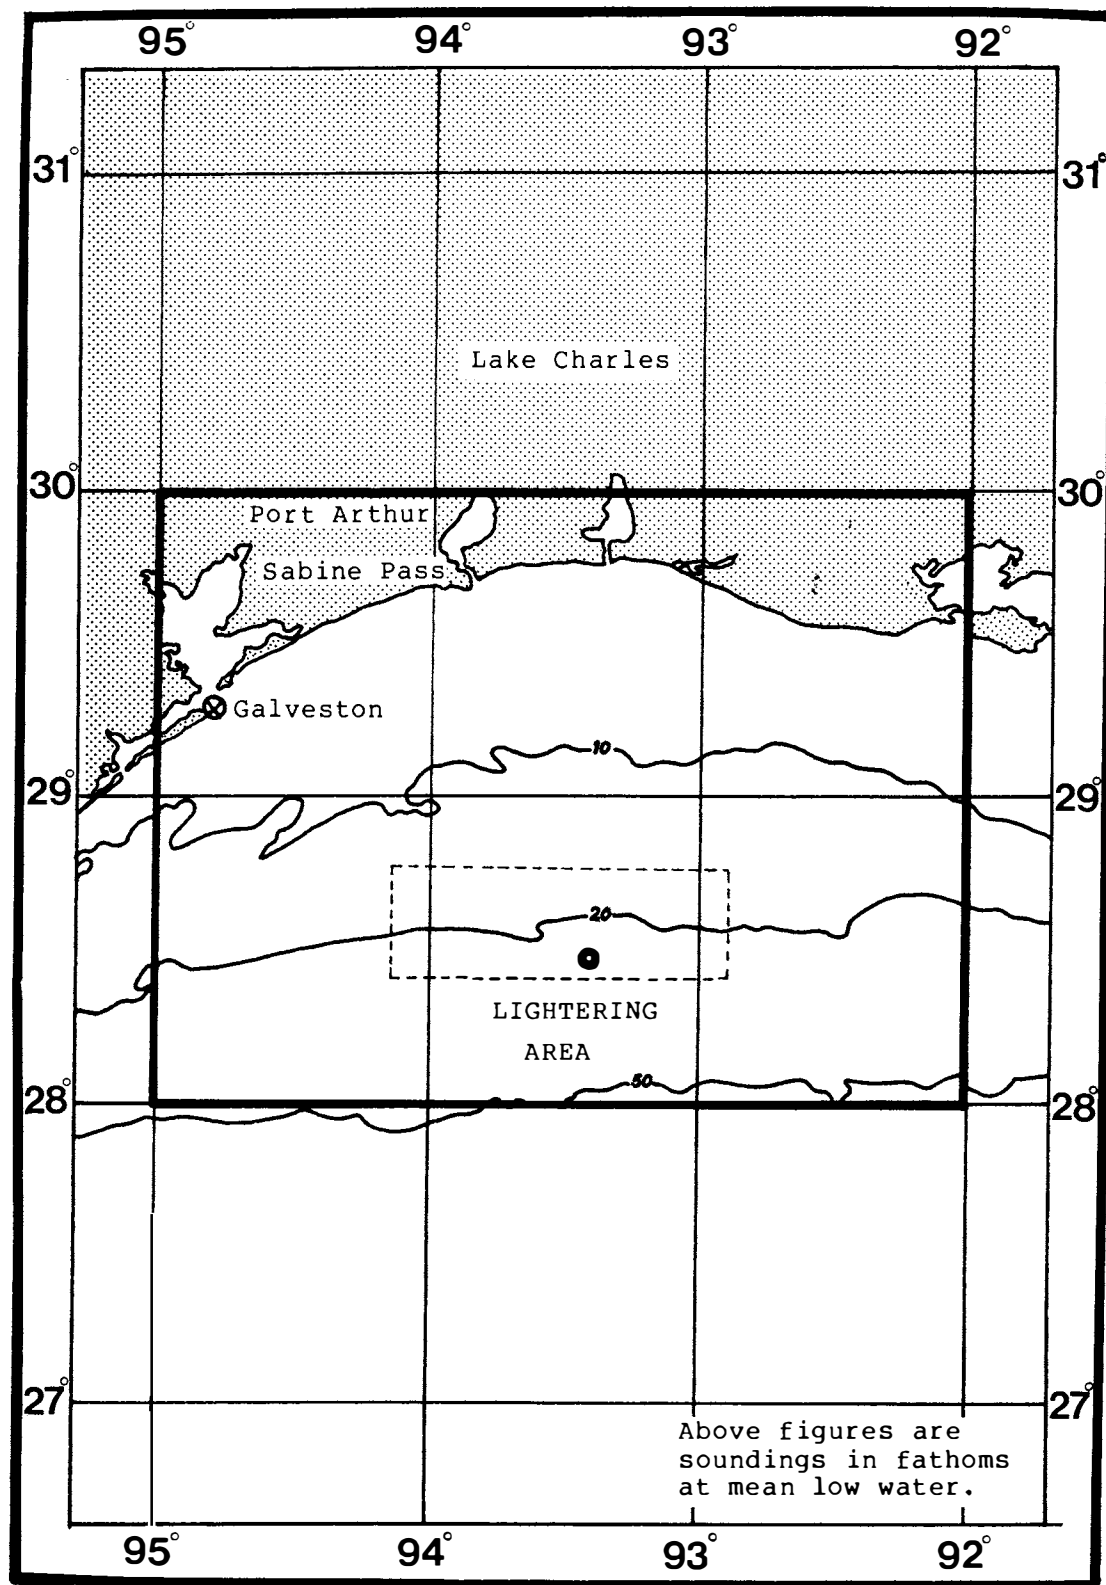 95° 94° 93° 92°
31° 31°
Lake Charles
30° 30°
Port Arthur
Sabine Pass
Galveston
10
29° 29°
20
LIGHTERING
AREA
50
28° 28°
27° 27°
Above figures are
soundings in fathoms
at mean low water.
95° 94° 93° 92°